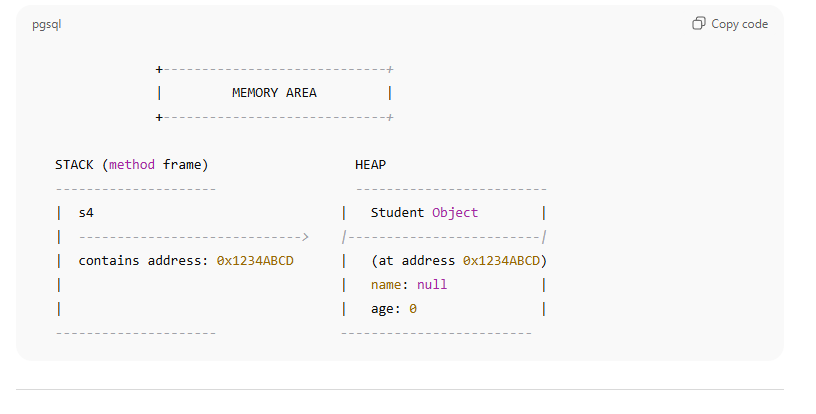 pgsql Copy code
+-----------------------------+
| MEMORY AREA |
+-----------------------------+
STACK (method frame) HEAP
--------------------- -------------------------
| s4 | Student Object |
| -----------------------------> |-------------------------|
| contains address: 0x1234ABCD | (at address 0x1234ABCD)
| | name: null |
| | age: 0 |
--------------------- -------------------------